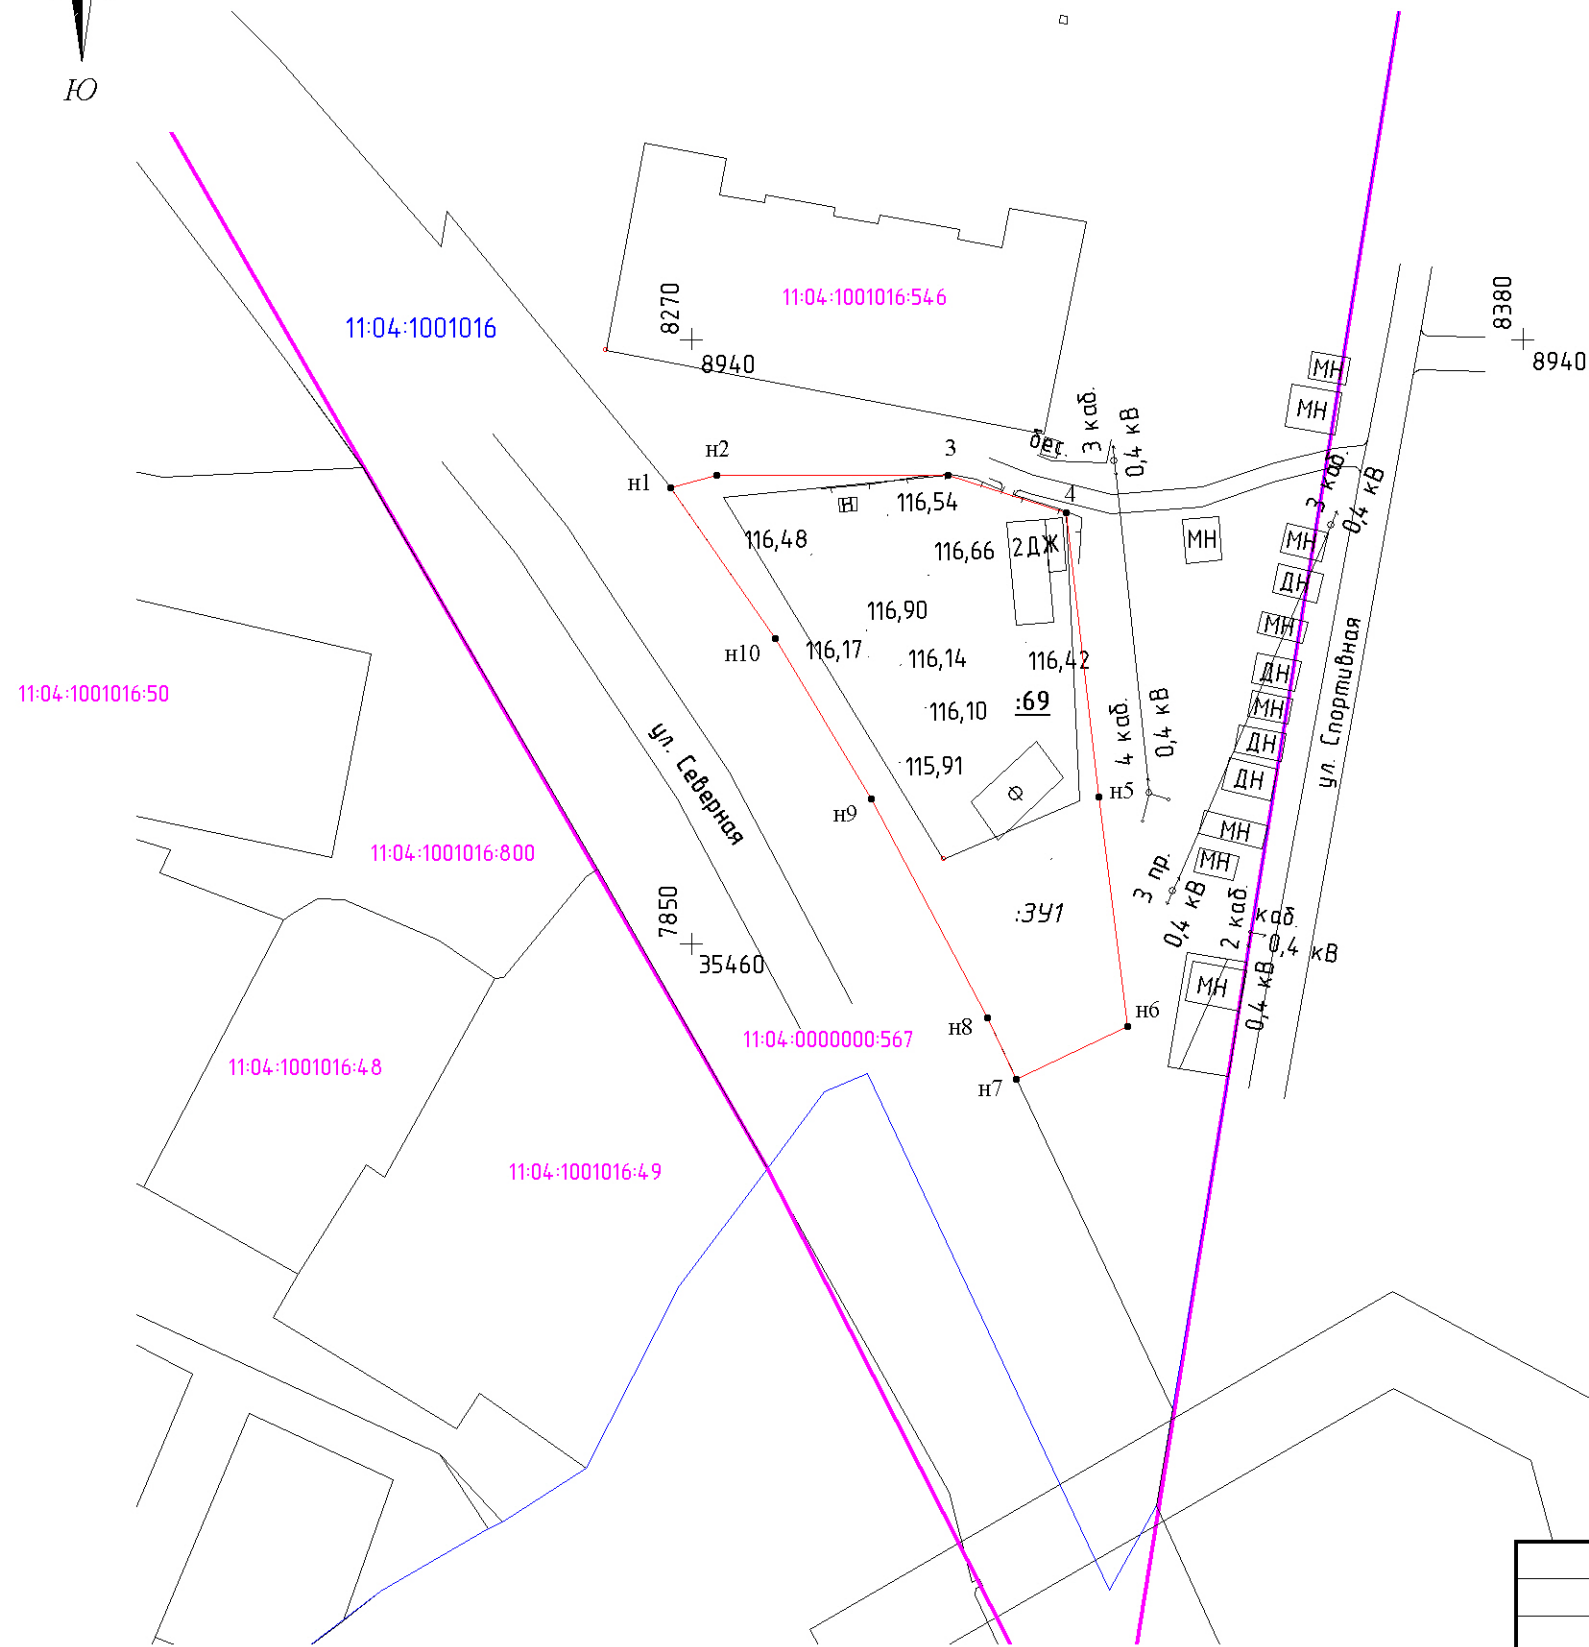 Ю
11:04:1001016
11:04:1001016:546
8270
8940
8380
8940
МН
МН
бес.
3 каб.
0,4 кВ
3 каб.
0,4 кВ
н1
н2
3
4
Н
116,54
116,48
116,66
2ДЖ
МН
МН
ДН
116,90
МН
н10
116,17
116,14
116,42
ДН
11:04:1001016:50
116,10
:69
МН
ДН
ул. Северная
ул. Спортивная
4 каб.
0,4 кВ
115,91
ДН
Ф
н5
н9
МН
МН
11:04:1001016:800
3 пр.
0,4 кВ
2 каб.
каб.
0,4 кВ
0,4 кВ
:ЗУ1
7850
35460
МН
н6
н8
11:04:0000000:567
11:04:1001016:48
н7
11:04:1001016:49